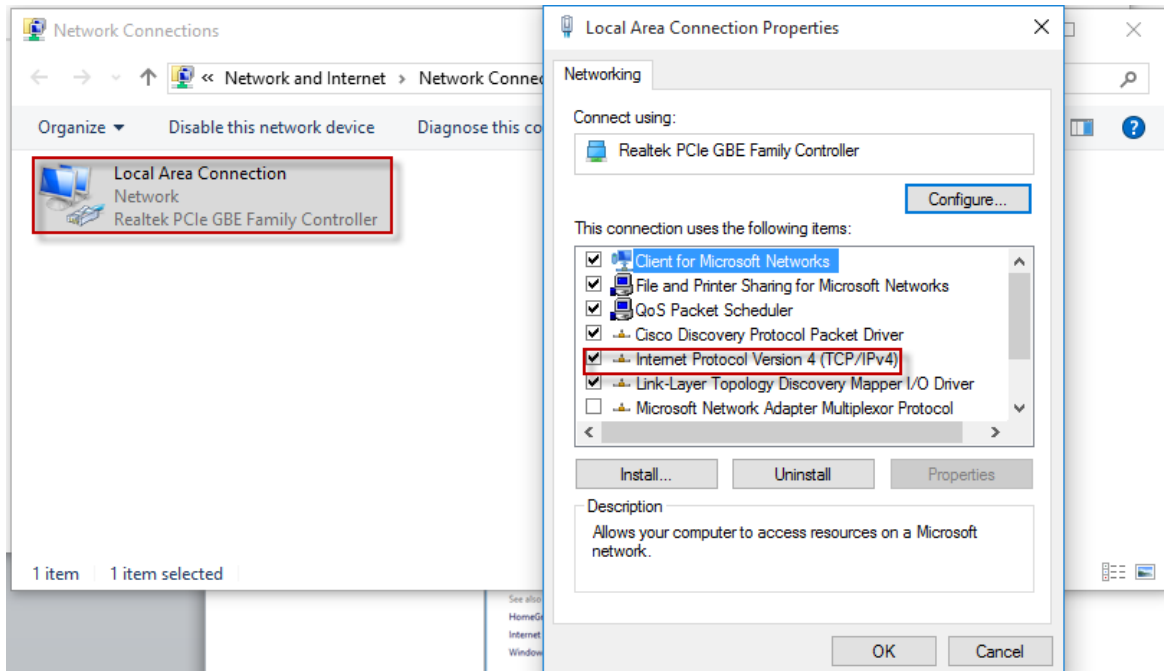 Network Connections
« Network and Internet › Network Connec
Organize
Disable this network device
Diagnose this co
Local Area Connection
Network
Realtek PCIe GBE Family Controller
1 item
1 item selected
See also
HomeGr
Internet
Window
Local Area Connection Properties
Networking
Connect using:
Realtek PCIe GBE Family Controller
Configure...
This connection uses the following items:
Client for Microsoft Networks
File and Printer Sharing for Microsoft Networks
QoS Packet Scheduler
Cisco Discovery Protocol Packet Driver
Internet Protocol Version 4 (TCP/IPv4)
Link-Layer Topology Discovery Mapper I/O Driver
Microsoft Network Adapter Multiplexor Protocol
Install...
Uninstall
Properties
Description
Allows your computer to access resources on a Microsoft
network.
OK
Cancel